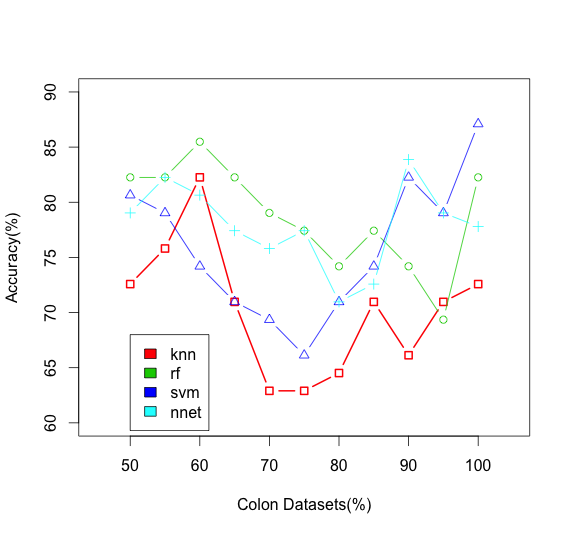 Accuracy(%)
90
85
80
75
70
65
60
knn
rf
svm
nnet
50 60 70 80 90 100
Colon Datasets(%)